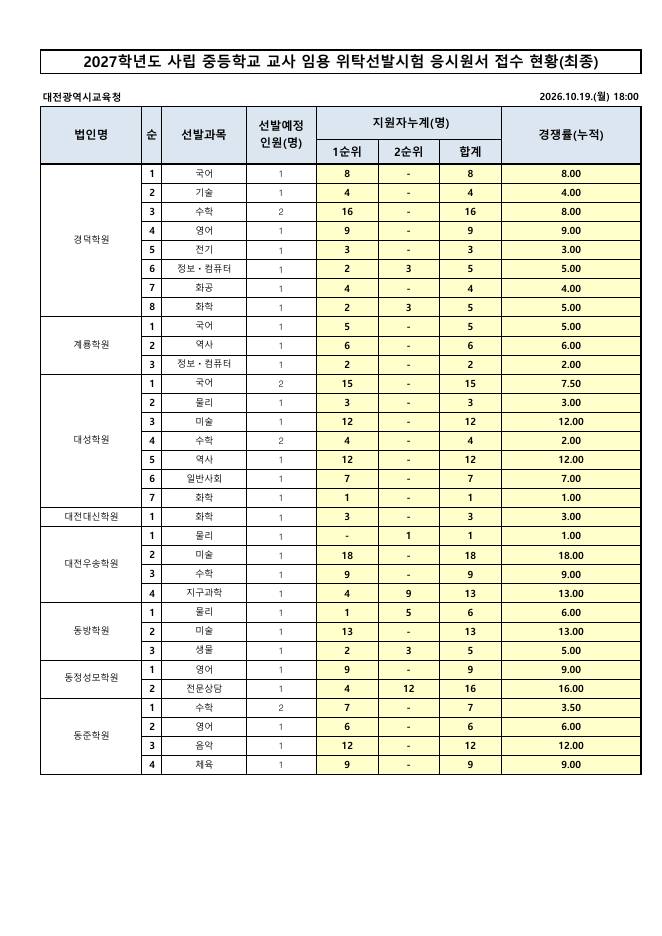 2027학년도 사립 중등학교 교사 임용 위탁선발시험 응시원서 접수 현황(최종)
대전광역시교육청 2026.10.19.(월) 18:00
법인명 순 선발과목 선발예정 인원(명) 지원자누계(명) 경쟁률(누적)
1순위 2순위 합계
경덕학원
1 국어 1 8 - 8 8.00
2 기술 1 4 - 4 4.00
3 수학 2 16 - 16 8.00
4 영어 1 9 - 9 9.00
5 전기 1 3 - 3 3.00
6 정보・컴퓨터 1 2 3 5 5.00
7 화공 1 4 - 4 4.00
8 화학 1 2 3 5 5.00
계룡학원
1 국어 1 5 - 5 5.00
2 역사 1 6 - 6 6.00
3 정보・컴퓨터 1 2 - 2 2.00
대성학원
1 국어 2 15 - 15 7.50
2 물리 1 3 - 3 3.00
3 미술 1 12 - 12 12.00
4 수학 2 4 - 4 2.00
5 역사 1 12 - 12 12.00
6 일반사회 1 7 - 7 7.00
7 화학 1 1 - 1 1.00
대전대신학원 1 화학 1 3 - 3 3.00
대전우송학원
1 물리 1 - 1 1 1.00
2 미술 1 18 - 18 18.00
3 수학 1 9 - 9 9.00
4 지구과학 1 4 9 13 13.00
동방학원
1 물리 1 1 5 6 6.00
2 미술 1 13 - 13 13.00
3 생물 1 2 3 5 5.00
동정성모학원
1 영어 1 9 - 9 9.00
2 전문상담 1 4 12 16 16.00
동준학원
1 수학 2 7 - 7 3.50
2 영어 1 6 - 6 6.00
3 음악 1 12 - 12 12.00
4 체육 1 9 - 9 9.00